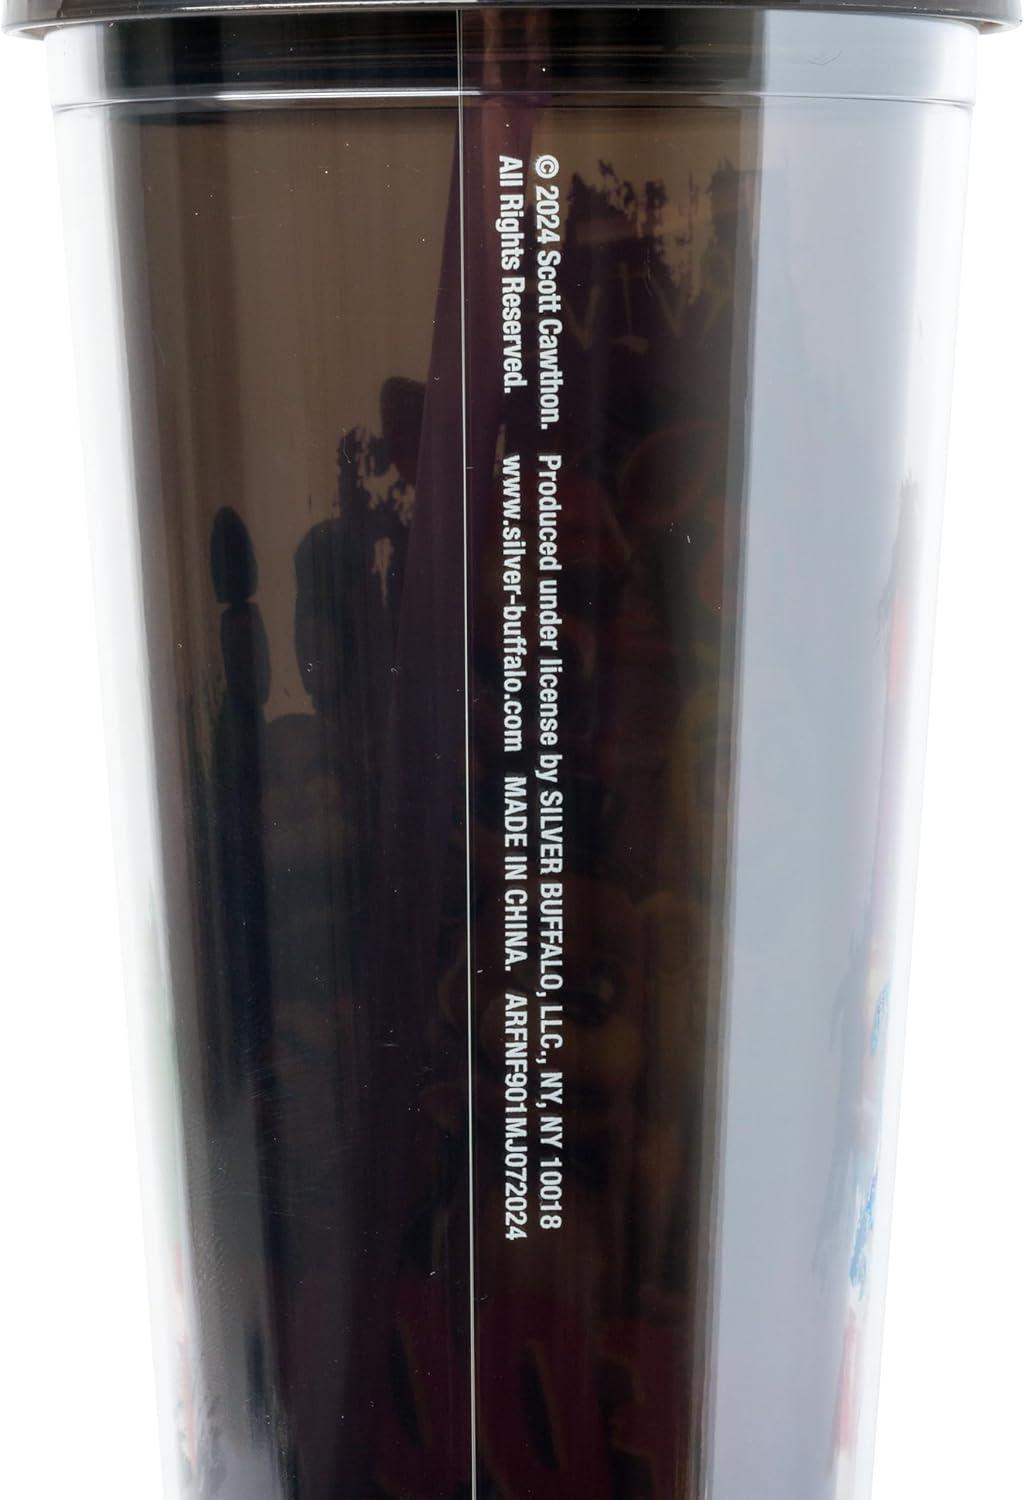 © 2024 Scott Cawthon. Produced under license by SILVER BUFFALO, LLC., NY, NY 10018
All Rights Reserved. www.silver-buffalo.com MADE IN CHINA. ARFNF901MJ072024